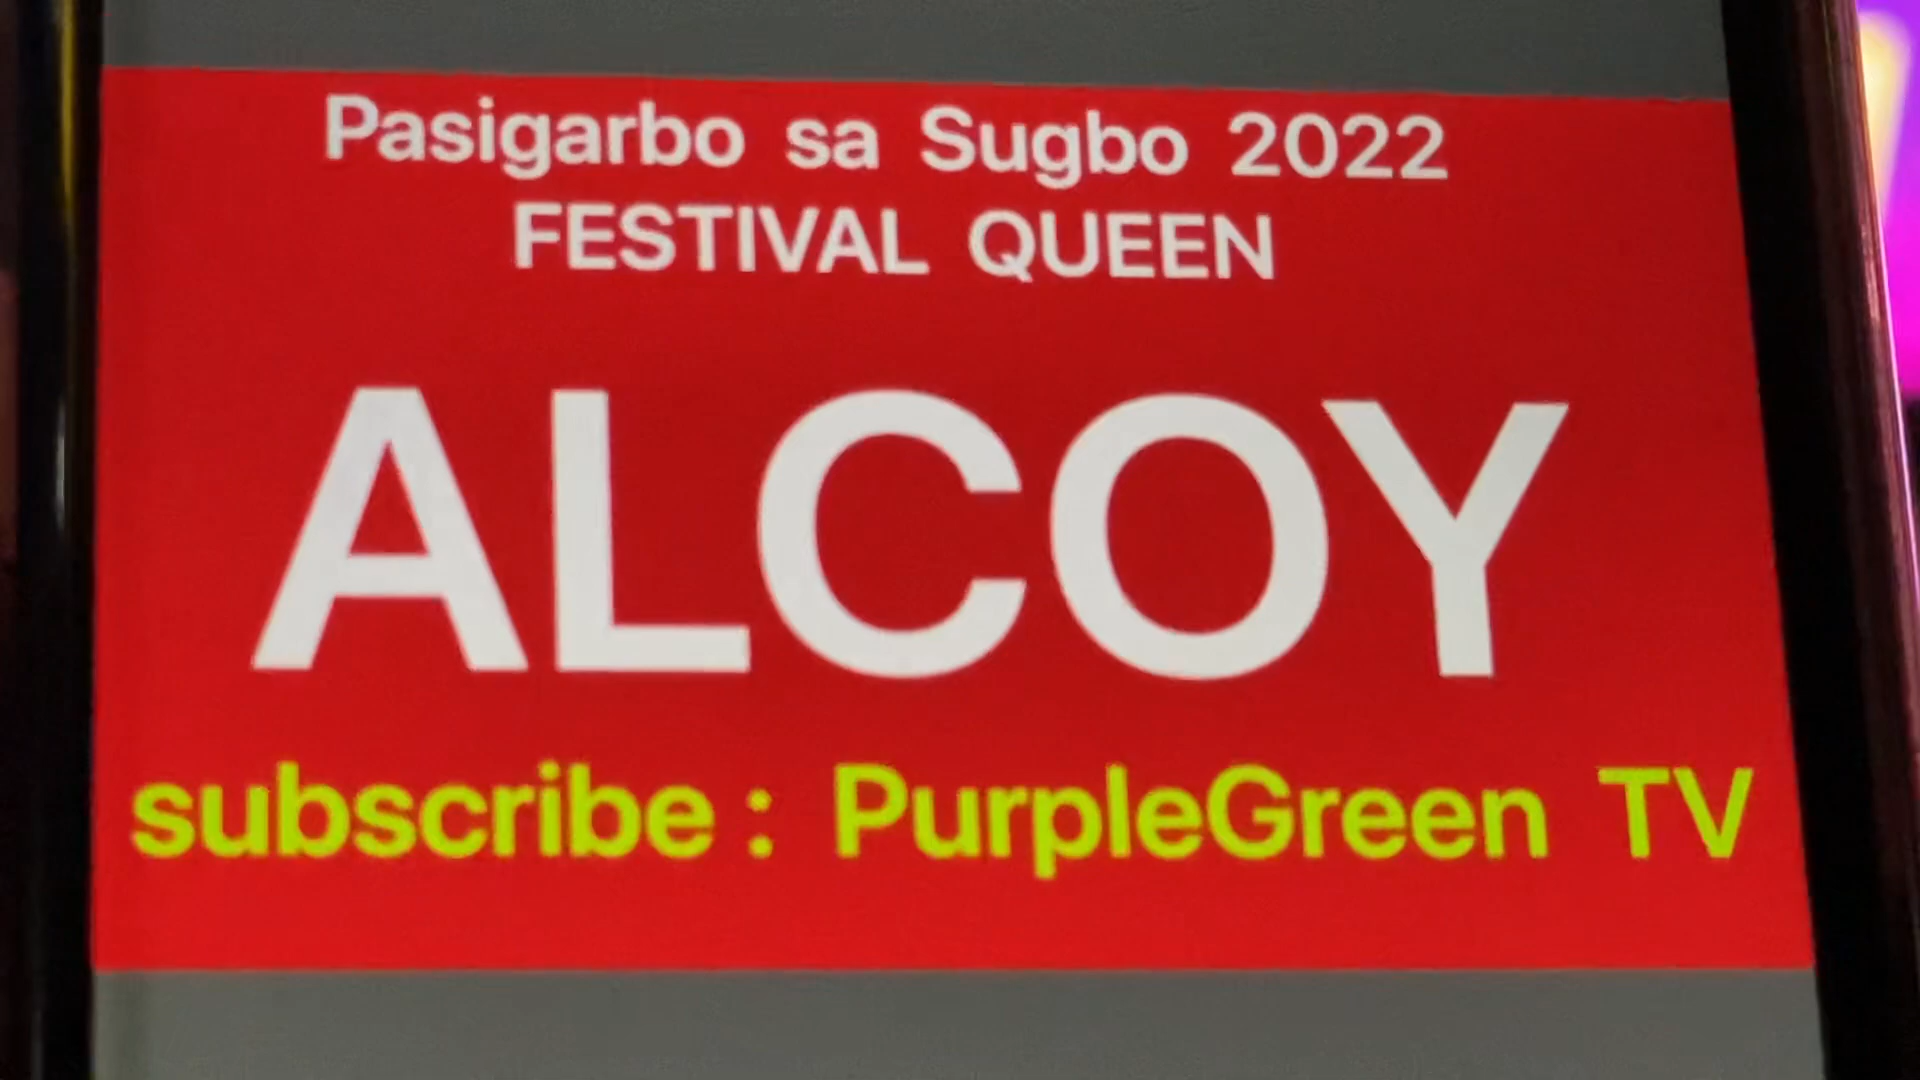 Pasigarbo sa Sugbo 2022
FESTIVAL QUEEN
ALCOY
subscribe : PurpleGreen TV